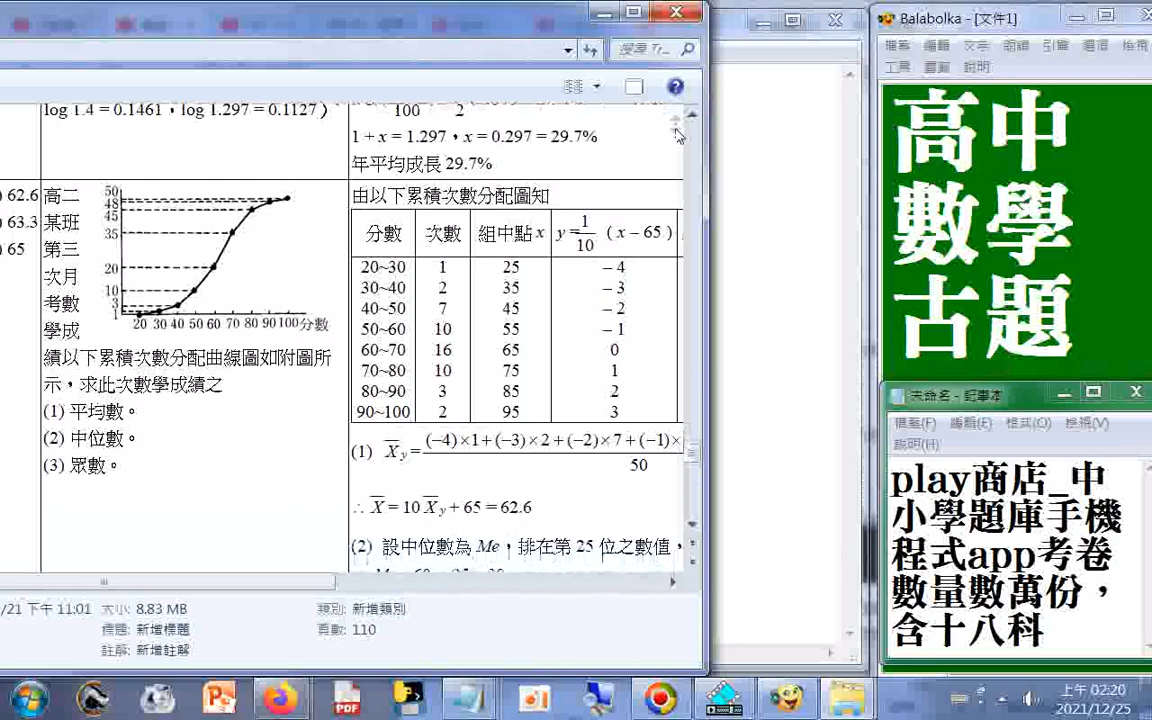 Balabolka - [文件1]
搜尋 Tr...
檔案 編輯 文字 朗讀 引擎 選項 檢視
工具 書籤 說明
log 1.4 = 0.1461，log 1.297 = 0.1127）
100 2
1 + x = 1.297，x = 0.297 = 29.7%
年平均成長 29.7%
) 62.6
) 63.3
) 65
高二
某班
第三
次月
考數
學成
績以下累積次數分配曲線圖如附圖所
示，求此次數學成績之
(1) 平均數。
(2) 中位數。
(3) 眾數。
50
48
45
35
20
10
3
1
20 30 40 50 60 70 80 90 100分數
由以下累積次數分配圖知
分數 次數 組中點 x y=1/10（x－65）
20~30 1 25 －4
30~40 2 35 －3
40~50 7 45 －2
50~60 10 55 －1
60~70 16 65 0
70~80 10 75 1
80~90 3 85 2
90~100 2 95 3
(1) X̅y = (−4)×1+(−3)×2+(−2)×7+(−1)×
50
∴ X̅ = 10 X̅y + 65 = 62.6
(2) 設中位數為 Me，排在第 25 位之數值，
高中
數學
古題
未命名 - 記事本
檔案(F) 編輯(E) 格式(O) 檢視(V)
說明(H)
play商店_中
小學題庫手機
程式app考卷
數量數萬份，
含十八科
/21 下午 11:01 大小: 8.83 MB 類別: 新增類別
標題: 新增標題 頁數: 110
註解: 新增註解
PDF
上午 02:20
2021/12/25